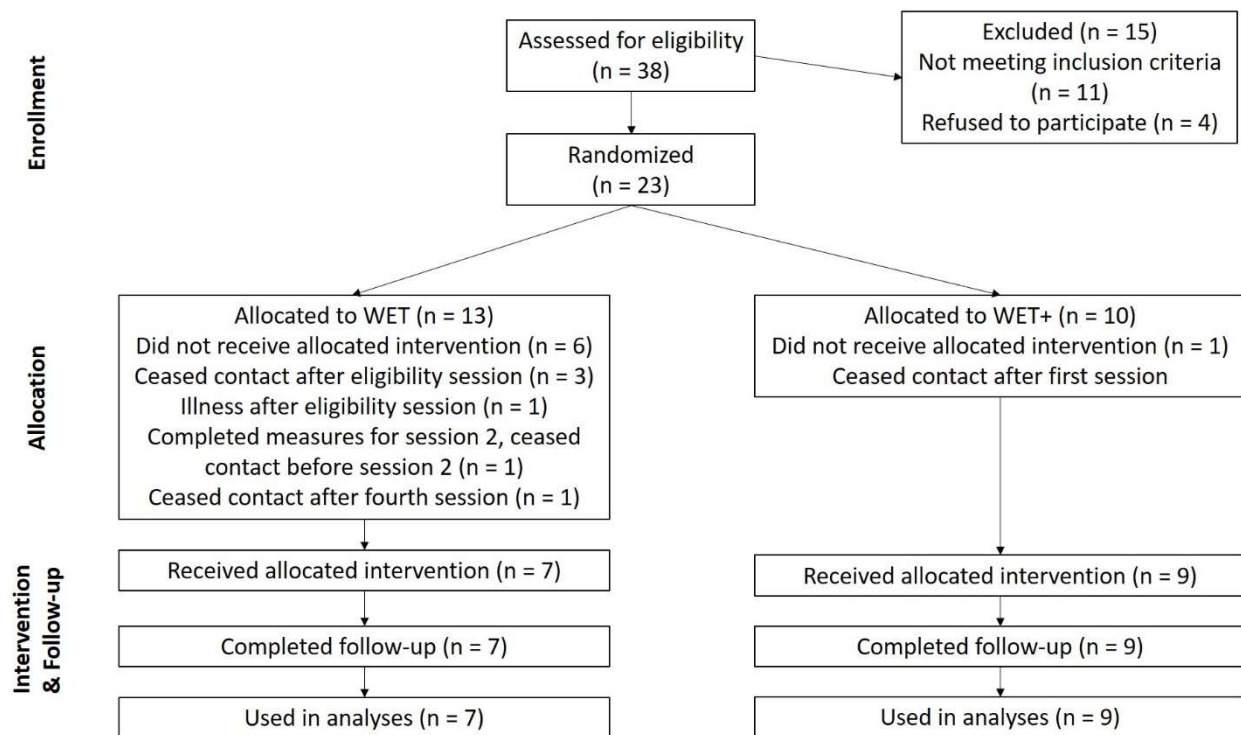 Enrollment
Assessed for eligibility
(n = 38)
Excluded (n = 15)
Not meeting inclusion criteria
(n = 11)
Refused to participate (n = 4)
Randomized
(n = 23)
Allocation
Allocated to WET (n = 13)
Did not receive allocated intervention (n = 6)
Ceased contact after eligibility session (n = 3)
Illness after eligibility session (n = 1)
Completed measures for session 2, ceased
contact before session 2 (n = 1)
Ceased contact after fourth session (n = 1)
Allocated to WET+ (n = 10)
Did not receive allocated intervention (n = 1)
Ceased contact after first session
Intervention
& Follow-up
Received allocated intervention (n = 7)
Received allocated intervention (n = 9)
Completed follow-up (n = 7)
Completed follow-up (n = 9)
Used in analyses (n = 7)
Used in analyses (n = 9)